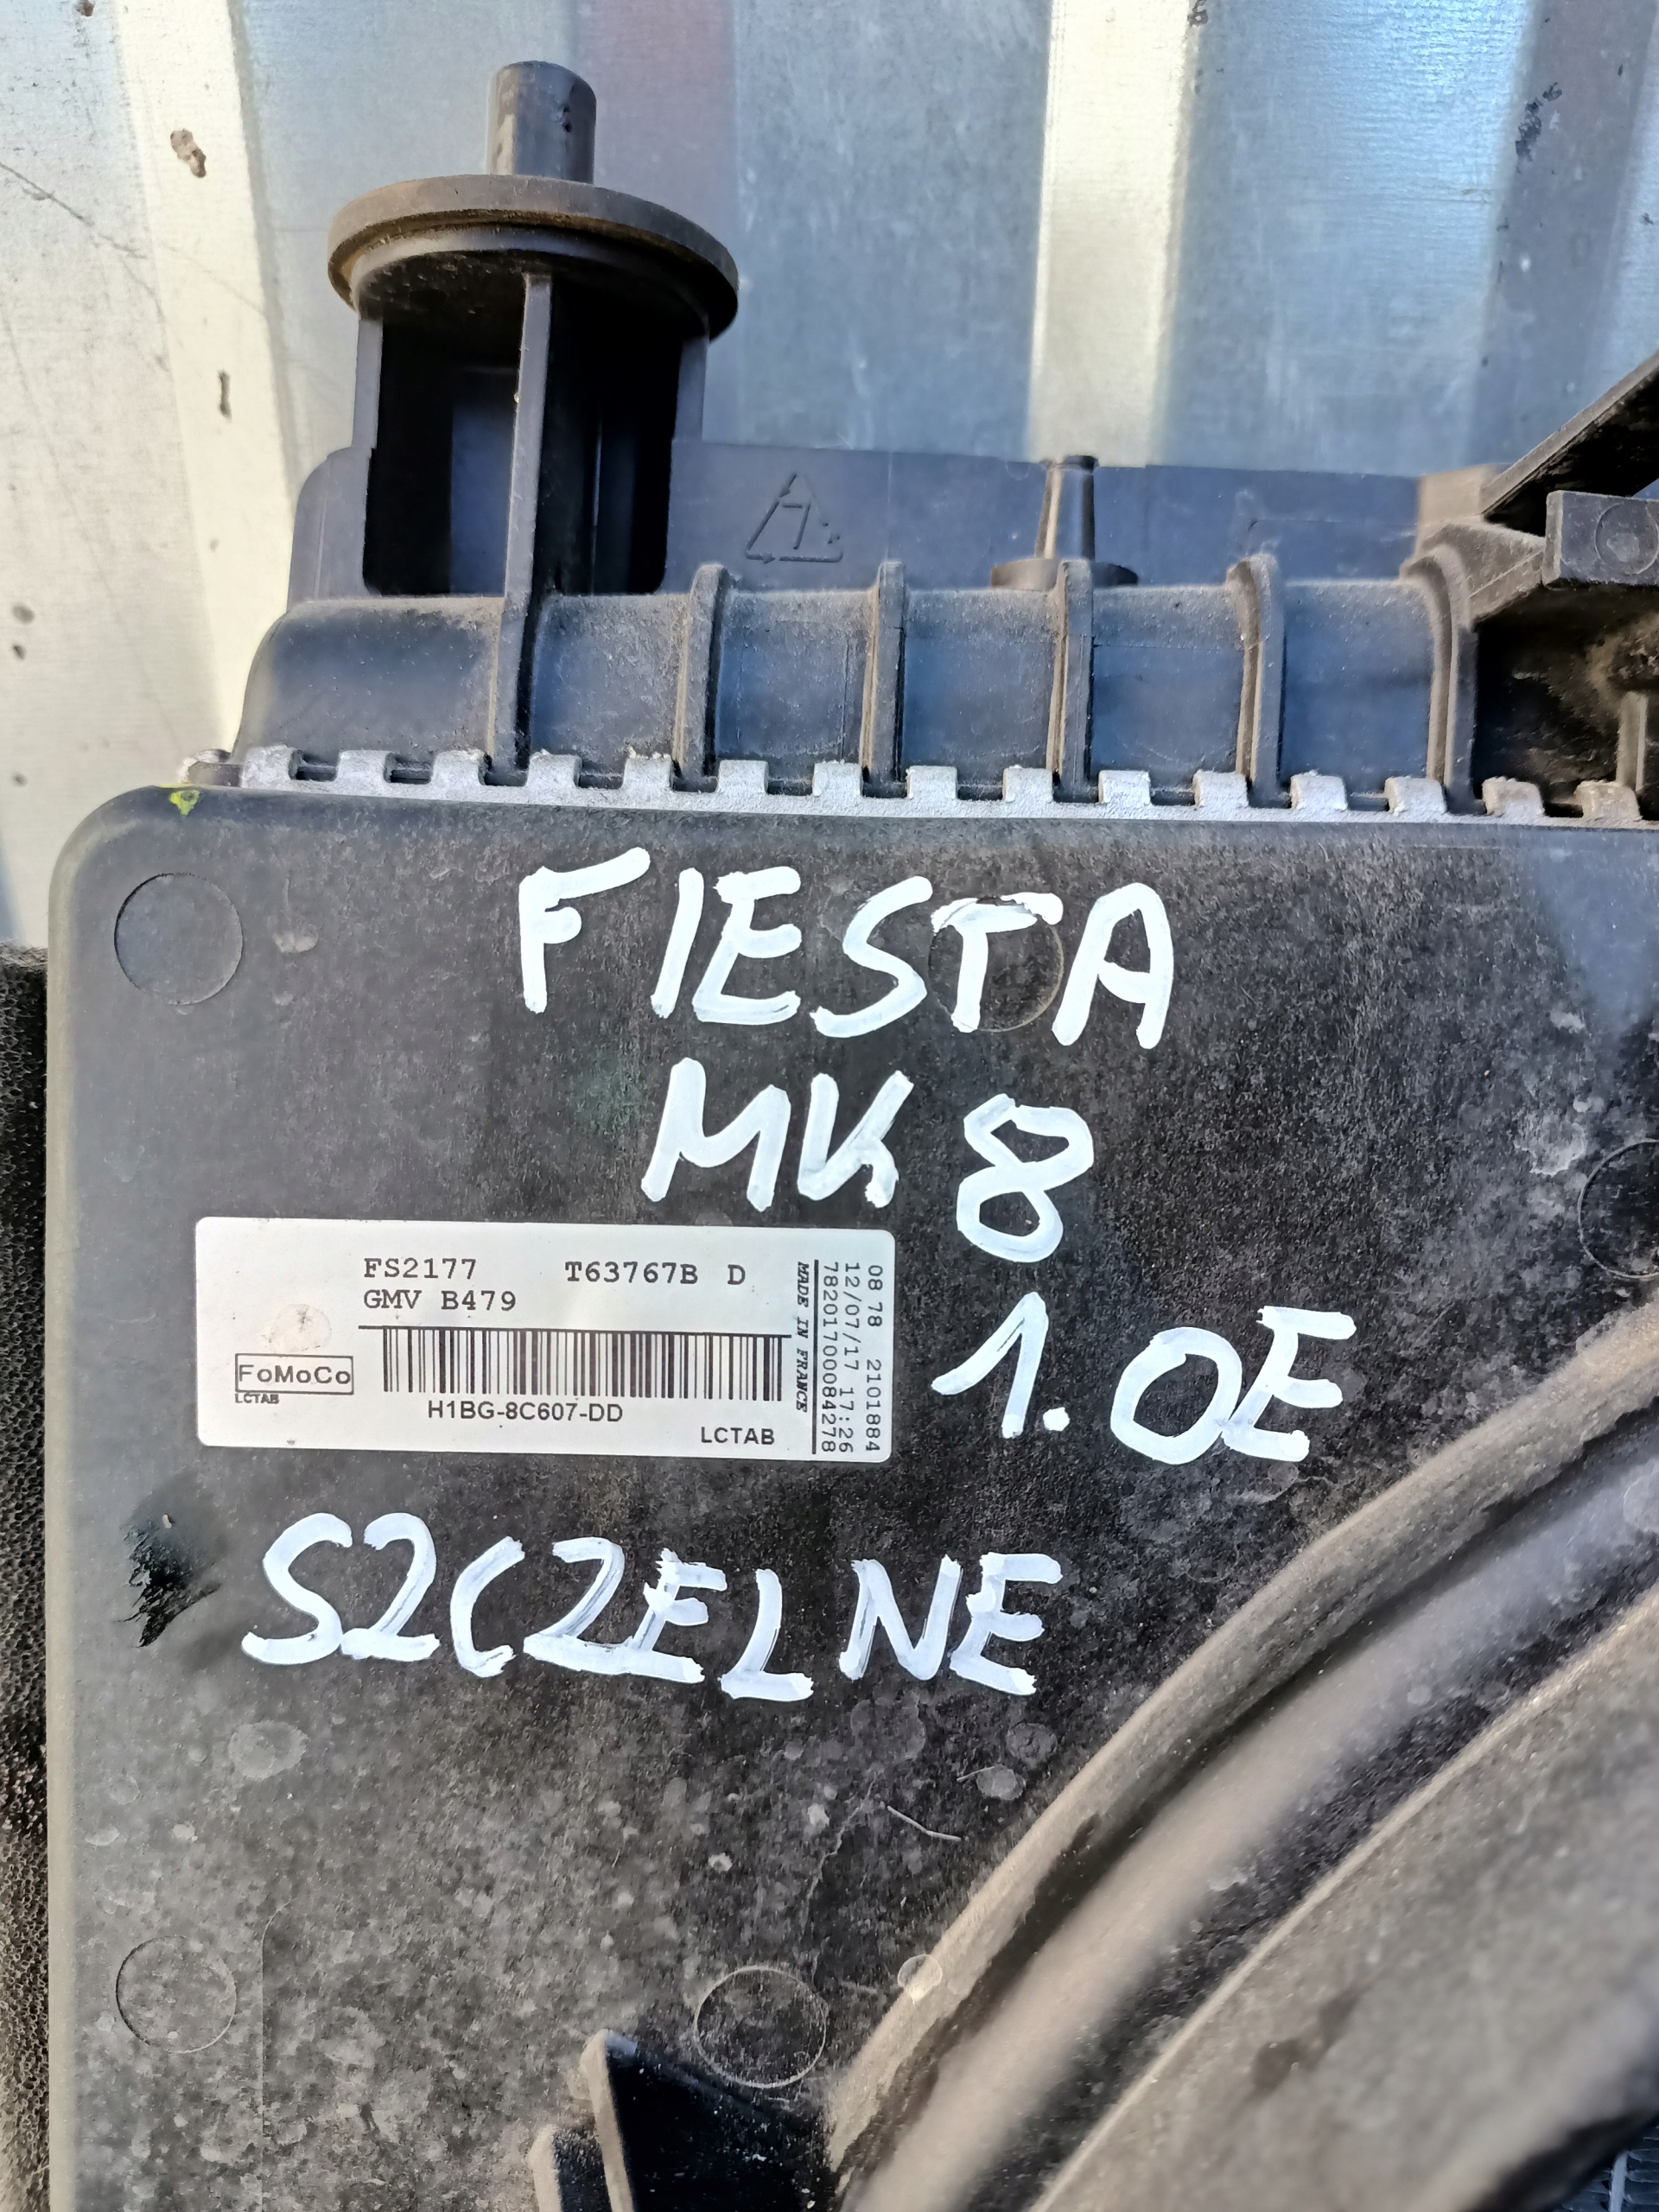 7
FIESTA
MK 8
1.0E
FS2177 T63767B D
GMV B479
FoMoCo
LCTAB
H1BG-8C607-DD
LCTAB
MADE IN FRANCE
08 78 2101884
12/07/17 17:26
78201700084278
SZCZELNE